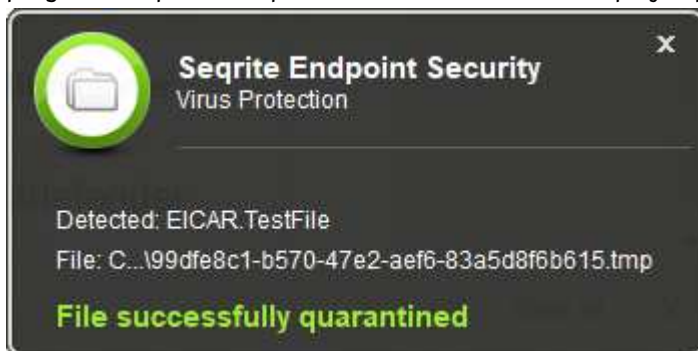 x
Seqrite Endpoint Security
Virus Protection
Detected: EICAR.TestFile
File: C...\99dfe8c1-b570-47e2-aef6-83a5d8f6b615.tmp
File successfully quarantined